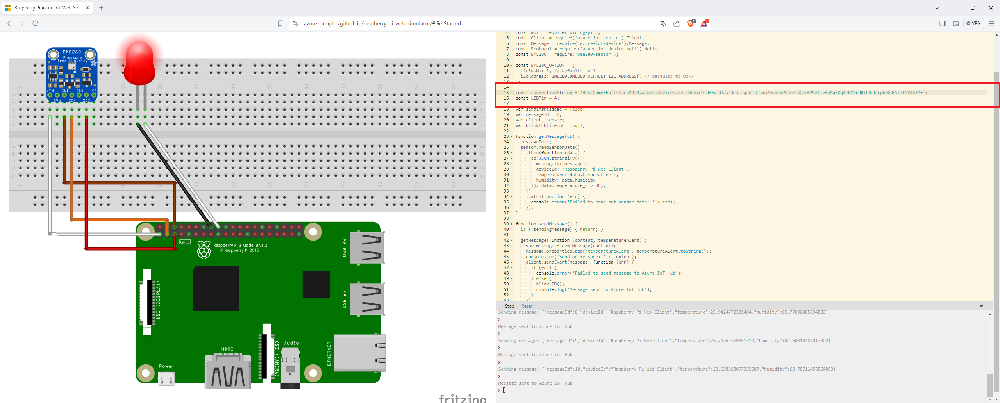 Raspberry Pi Azure IoT Web Sim
azure-samples.github.io/raspberry-pi-web-simulator/#GetStarted
2
1
VPN
BME280
Pressure
Temp+Humidity
VIN GND SDO CS
3Vo SCK SDI
1 15 20 25 30 35 40 45 50 55 60
J
I
H
G
F
E
D
C
B
A
1 15 20 25 30 35 40 45 50 55 60
GPIO
Raspberry Pi 3 Model B v1.2
© Raspberry Pi 2015
USB 2x
USB 2x
DSI (DISPLAY)
CSI (CAMERA)
Audio
ETHERNET
HDMI
Power
fritzing
4 const wpi = require('wiring-pi');
5 const Client = require('azure-iot-device').Client;
6 const Message = require('azure-iot-device').Message;
7 const Protocol = require('azure-iot-device-mqtt').Mqtt;
8 const BME280 = require('bme280-sensor');
9
10 const BME280_OPTION = {
11 i2cBusNo: 1, // defaults to 1
12 i2cAddress: BME280.BME280_DEFAULT_I2C_ADDRESS() // defaults to 0x77
13 };
14
15 const connectionString = 'HostName=Fullstack2024.azure-devices.net;DeviceId=Fullstack_dispositivo;SharedAccessKey=PSvI+vfaMu58q4zKMSrRRlC4Jbuj5bXnGAIoTIYXX3M=';
16 const LEDPin = 4;
17
18 var sendingMessage = false;
19 var messageId = 0;
20 var client, sensor;
21 var blinkLEDTimeout = null;
22
23 function getMessage(cb) {
24 messageId++;
25 sensor.readSensorData()
26 .then(function (data) {
27 cb(JSON.stringify({
28 messageId: messageId,
29 deviceId: 'Raspberry Pi Web Client',
30 temperature: data.temperature_C,
31 humidity: data.humidity
32 }), data.temperature_C > 30);
33 })
34 .catch(function (err) {
35 console.error('Failed to read out sensor data: ' + err);
36 });
37 }
38
39 function sendMessage() {
40 if (!sendingMessage) { return; }
41
42 getMessage(function (content, temperatureAlert) {
43 var message = new Message(content);
44 message.properties.add('temperatureAlert', temperatureAlert.toString());
45 console.log('Sending message: ' + content);
46 client.sendEvent(message, function (err) {
47 if (err) {
48 console.error('Failed to send message to Azure IoT Hub');
49 } else {
50 blinkLED();
51 console.log('Message sent to Azure IoT Hub');
52 }
53 });
Stop Reset
Sending message: {"messageId":8,"deviceId":"Raspberry Pi Web Client","temperature":25.9424772309484,"humidity":65.77090085894883}
>
Message sent to Azure IoT Hub
>
Sending message: {"messageId":9,"deviceId":"Raspberry Pi Web Client","temperature":25.70269779651312,"humidity":62.60318483017022}
>
Message sent to Azure IoT Hub
>
Sending message: {"messageId":10,"deviceId":"Raspberry Pi Web Client","temperature":23.658368097335607,"humidity":68.78711455864803}
>
Message sent to Azure IoT Hub
>